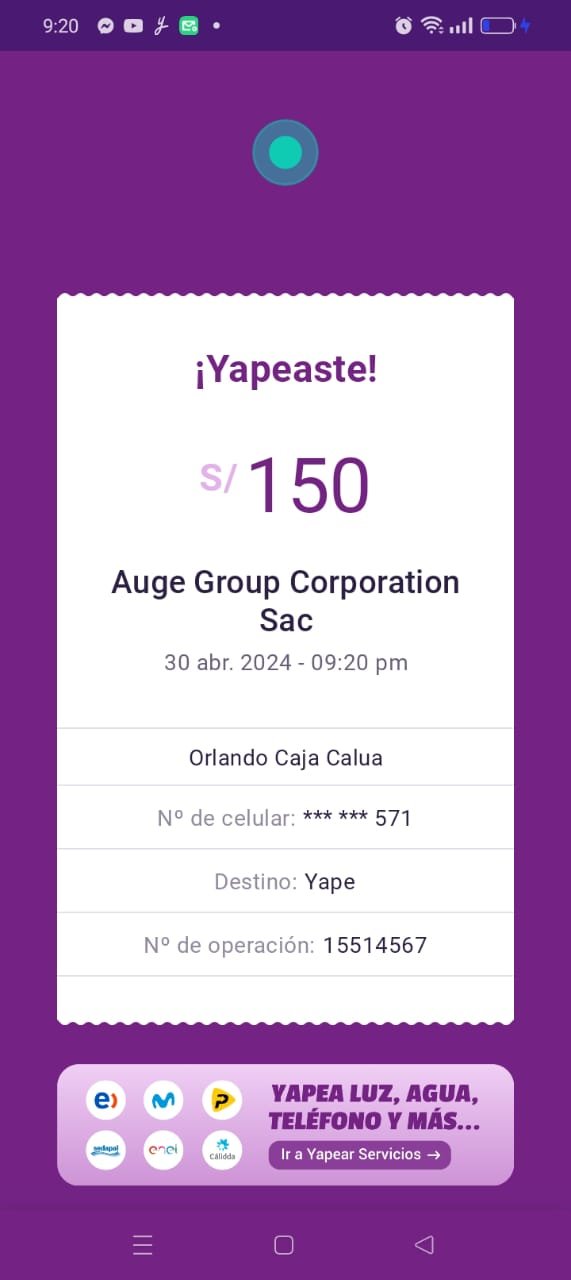 9:20
¡Yapeaste!
S/ 150
Auge Group Corporation
Sac
30 abr. 2024 - 09:20 pm
Orlando Caja Calua
Nº de celular: *** *** 571
Destino: Yape
Nº de operación: 15514567
YAPEA LUZ, AGUA,
TELÉFONO Y MÁS...
Ir a Yapear Servicios →
sedapal
enel
Cálidda